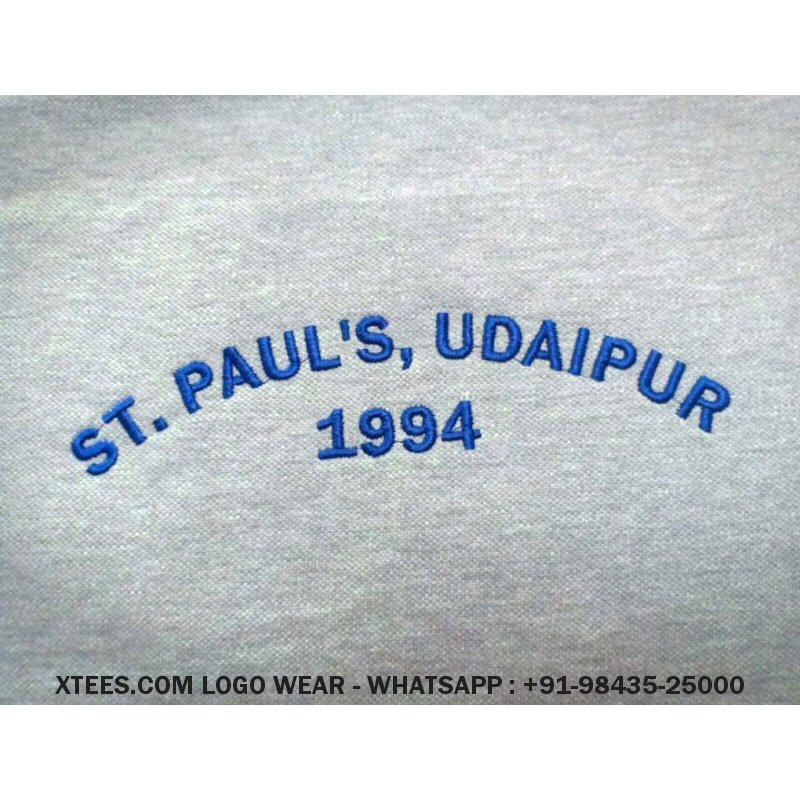 ST. PAUL'S, UDAIPUR
1994
XTEES.COM LOGO WEAR - WHATSAPP : +91-98435-25000